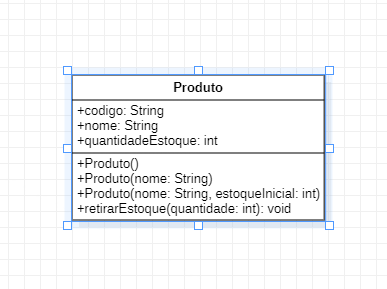 Produto
+codigo: String
+nome: String
+quantidadeEstoque: int
+Produto()
+Produto(nome: String)
+Produto(nome: String, estoqueInicial: int)
+retirarEstoque(quantidade: int): void